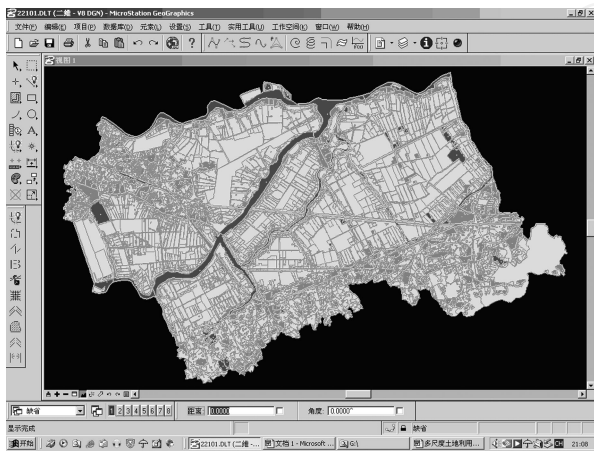 22101.DLT (二维 - V8 DGN) - MicroStation GeoGraphics
文件(F) 编辑(E) 项目(P) 数据库(D) 元素(L) 设置(S) 工具(T) 实用工具(U) 工作空间(K) 窗口(W) 帮助(H)
视图 1
缺省 1 2 3 4 5 6 7 8 距离: 0.0000 角度: 0.0000°
显示完成 缺省
开始 22101.DLT (二维 -... 文档 1 - Microsoft ... G:\ 多尺度土地利用... 21:08